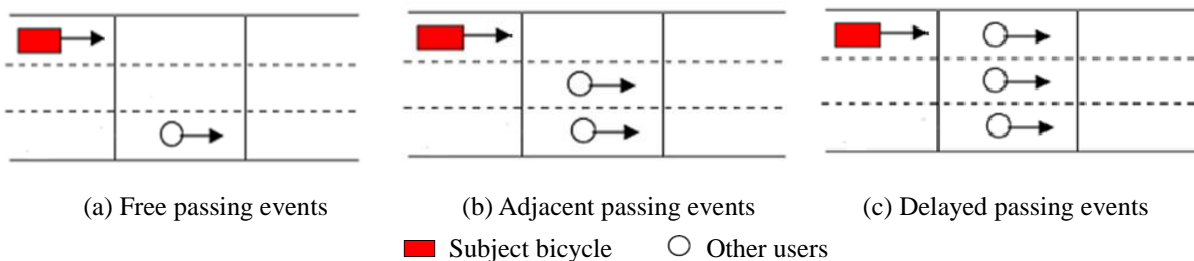 (a) Free passing events (b) Adjacent passing events (c) Delayed passing events
Subject bicycle Other users